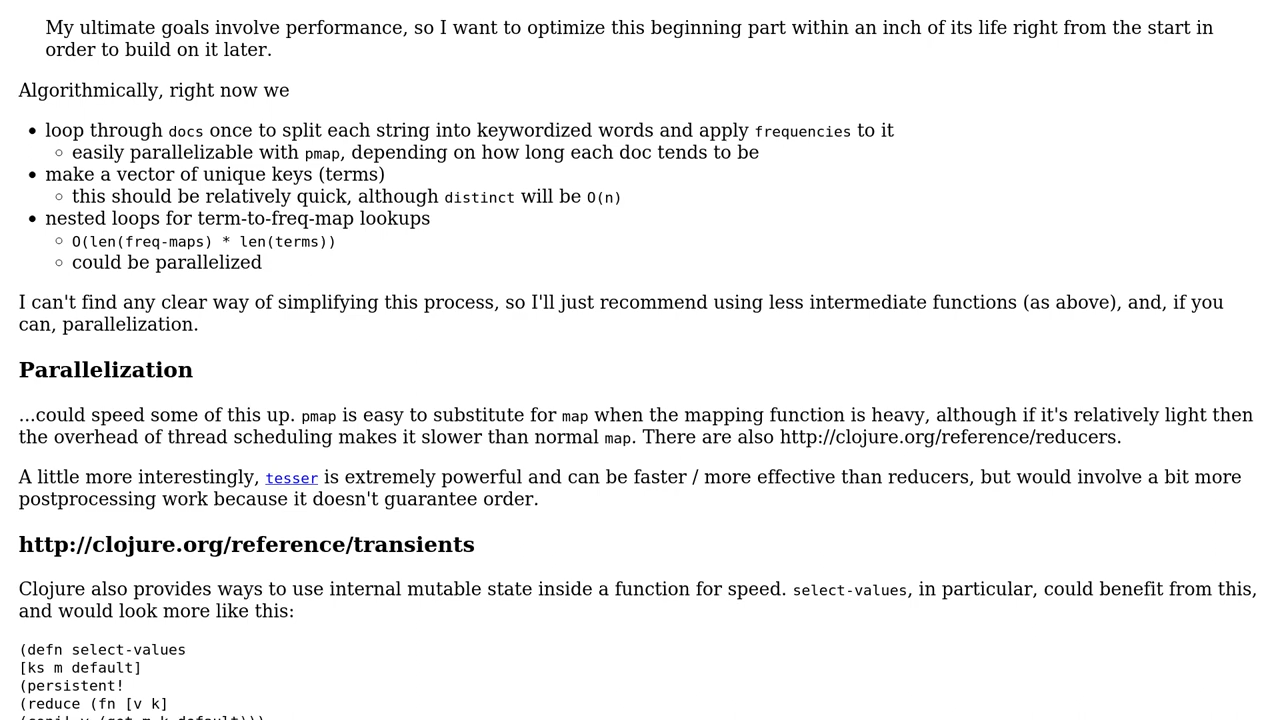 My ultimate goals involve performance, so I want to optimize this beginning part within an inch of its life right from the start in
order to build on it later.
Algorithmically, right now we
loop through docs once to split each string into keywordized words and apply frequencies to it
easily parallelizable with pmap, depending on how long each doc tends to be
make a vector of unique keys (terms)
this should be relatively quick, although distinct will be O(n)
nested loops for term-to-freq-map lookups
O(len(freq-maps) * len(terms))
could be parallelized
I can't find any clear way of simplifying this process, so I'll just recommend using less intermediate functions (as above), and, if you
can, parallelization.
Parallelization
...could speed some of this up. pmap is easy to substitute for map when the mapping function is heavy, although if it's relatively light then
the overhead of thread scheduling makes it slower than normal map. There are also http://clojure.org/reference/reducers.
A little more interestingly, tesser is extremely powerful and can be faster / more effective than reducers, but would involve a bit more
postprocessing work because it doesn't guarantee order.
http://clojure.org/reference/transients
Clojure also provides ways to use internal mutable state inside a function for speed. select-values, in particular, could benefit from this,
and would look more like this:
(defn select-values
[ks m default]
(persistent!
(reduce (fn [v k]
(conj! v (get m k default)))